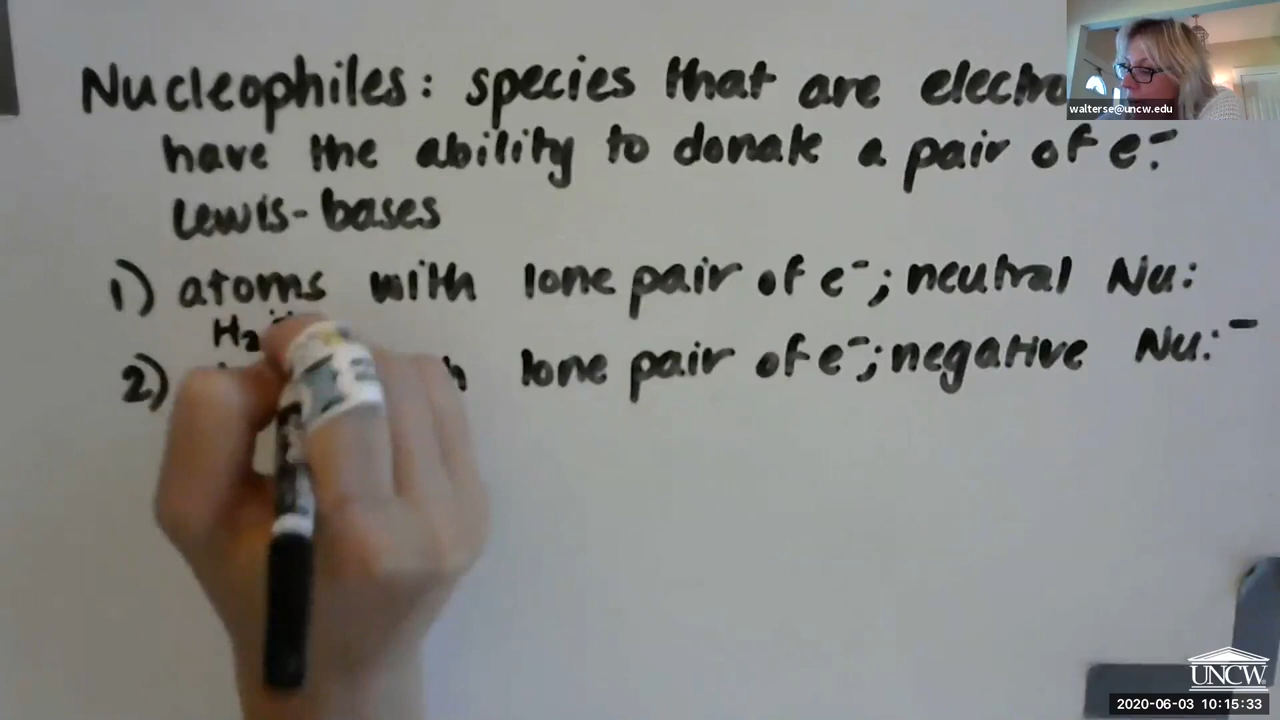 Nucleophiles: species that are
walterse@uncw.edu
have the ability to donate a pair of e⁻.
Lewis-bases
1) atoms with lone pair of e⁻; neutral Nu:
H₂
2) lone pair of e⁻; negative Nu:⁻
UNCW
2020-06-03 10:15:33